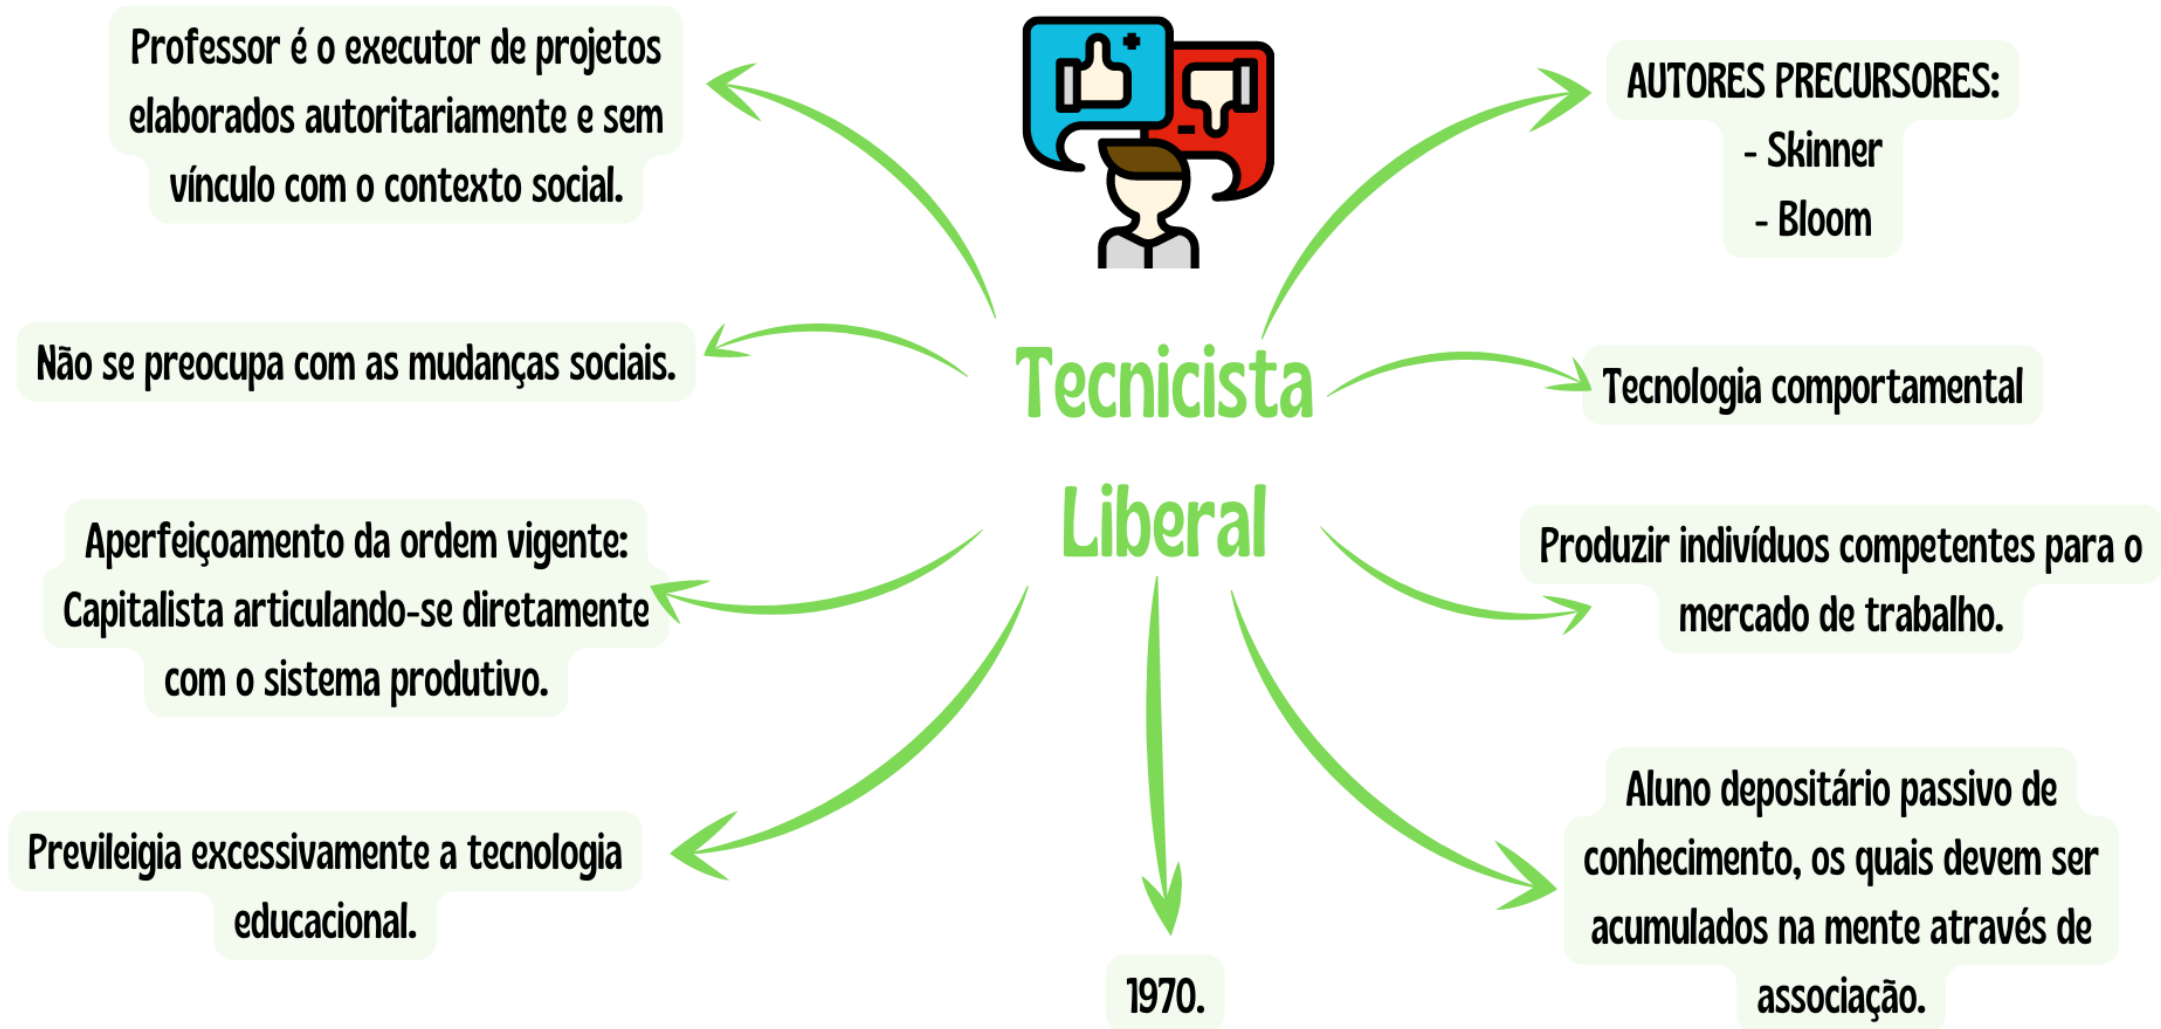 Professor é o executor de projetos
elaborados autoritariamente e sem
vínculo com o contexto social.
Não se preocupa com as mudanças sociais.
Aperfeiçoamento da ordem vigente:
Capitalista articulando-se diretamente
com o sistema produtivo.
Previleigia excessivamente a tecnologia
educacional.
Tecnicista
Liberal
1970.
AUTORES PRECURSORES:
- Skinner
- Bloom
Tecnologia comportamental
Produzir indivíduos competentes para o
mercado de trabalho.
Aluno depositário passivo de
conhecimento, os quais devem ser
acumulados na mente através de
associação.